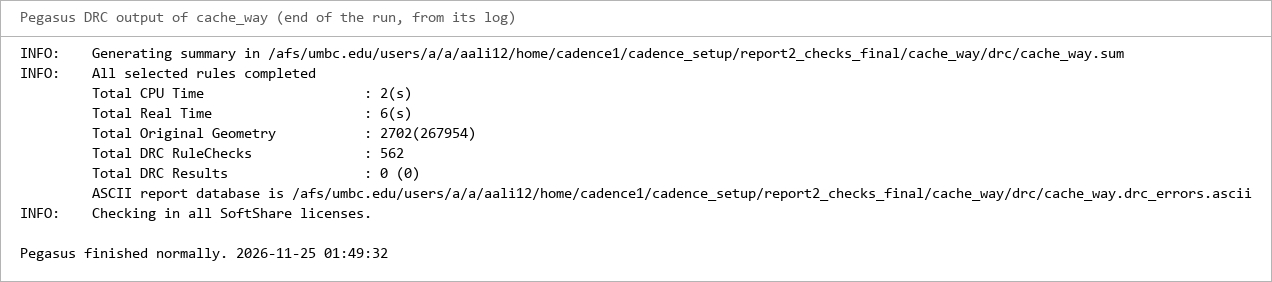 Pegasus DRC output of cache_way (end of the run, from its log)
INFO:    Generating summary in /afs/umbc.edu/users/a/a/aali12/home/cadence1/cadence_setup/report2_checks_final/cache_way/drc/cache_way.sum
INFO:    All selected rules completed
         Total CPU Time                    : 2(s)
         Total Real Time                   : 6(s)
         Total Original Geometry           : 2702(267954)
         Total DRC RuleChecks              : 562
         Total DRC Results                 : 0 (0)
         ASCII report database is /afs/umbc.edu/users/a/a/aali12/home/cadence1/cadence_setup/report2_checks_final/cache_way/drc/cache_way.drc_errors.ascii
INFO:    Checking in all SoftShare licenses.
Pegasus finished normally. 2026-11-25 01:49:32